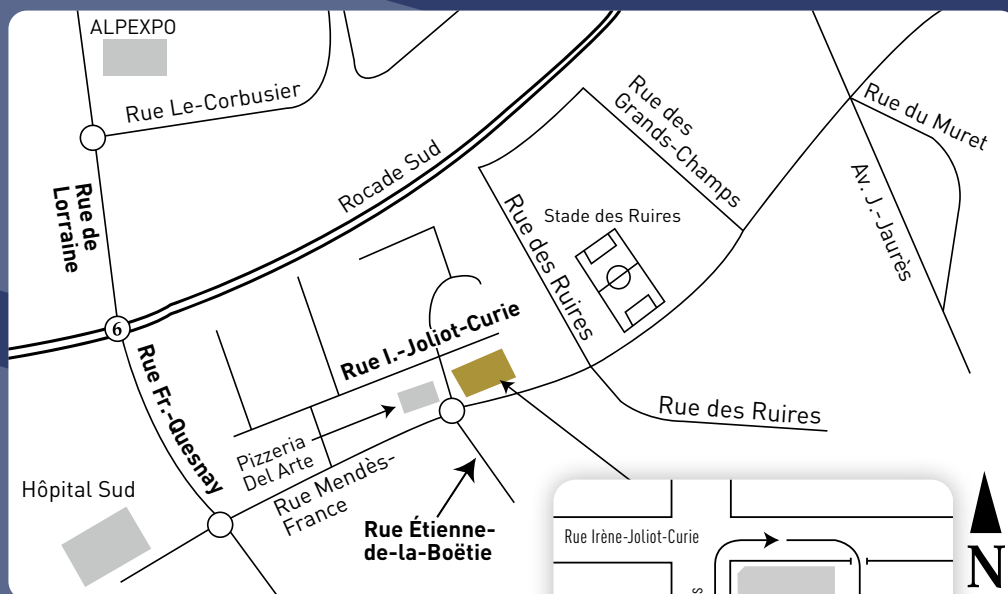 ALPEXPO
Rue Le-Corbusier
Rue de
Lorraine
Rocade Sud
Rue des
Grands-Champs
Rue du Muret
Av. J.-Jaurès
Stade des Ruires
Rue des Ruires
6
Rue I.-Joliot-Curie
Rue Fr.-Quesnay
Rue des Ruires
Pizzeria
Del Arte
Rue Mendès-
France
Hôpital Sud
Rue Étienne-
de-la-Boëtie
Rue Irène-Joliot-Curie
N